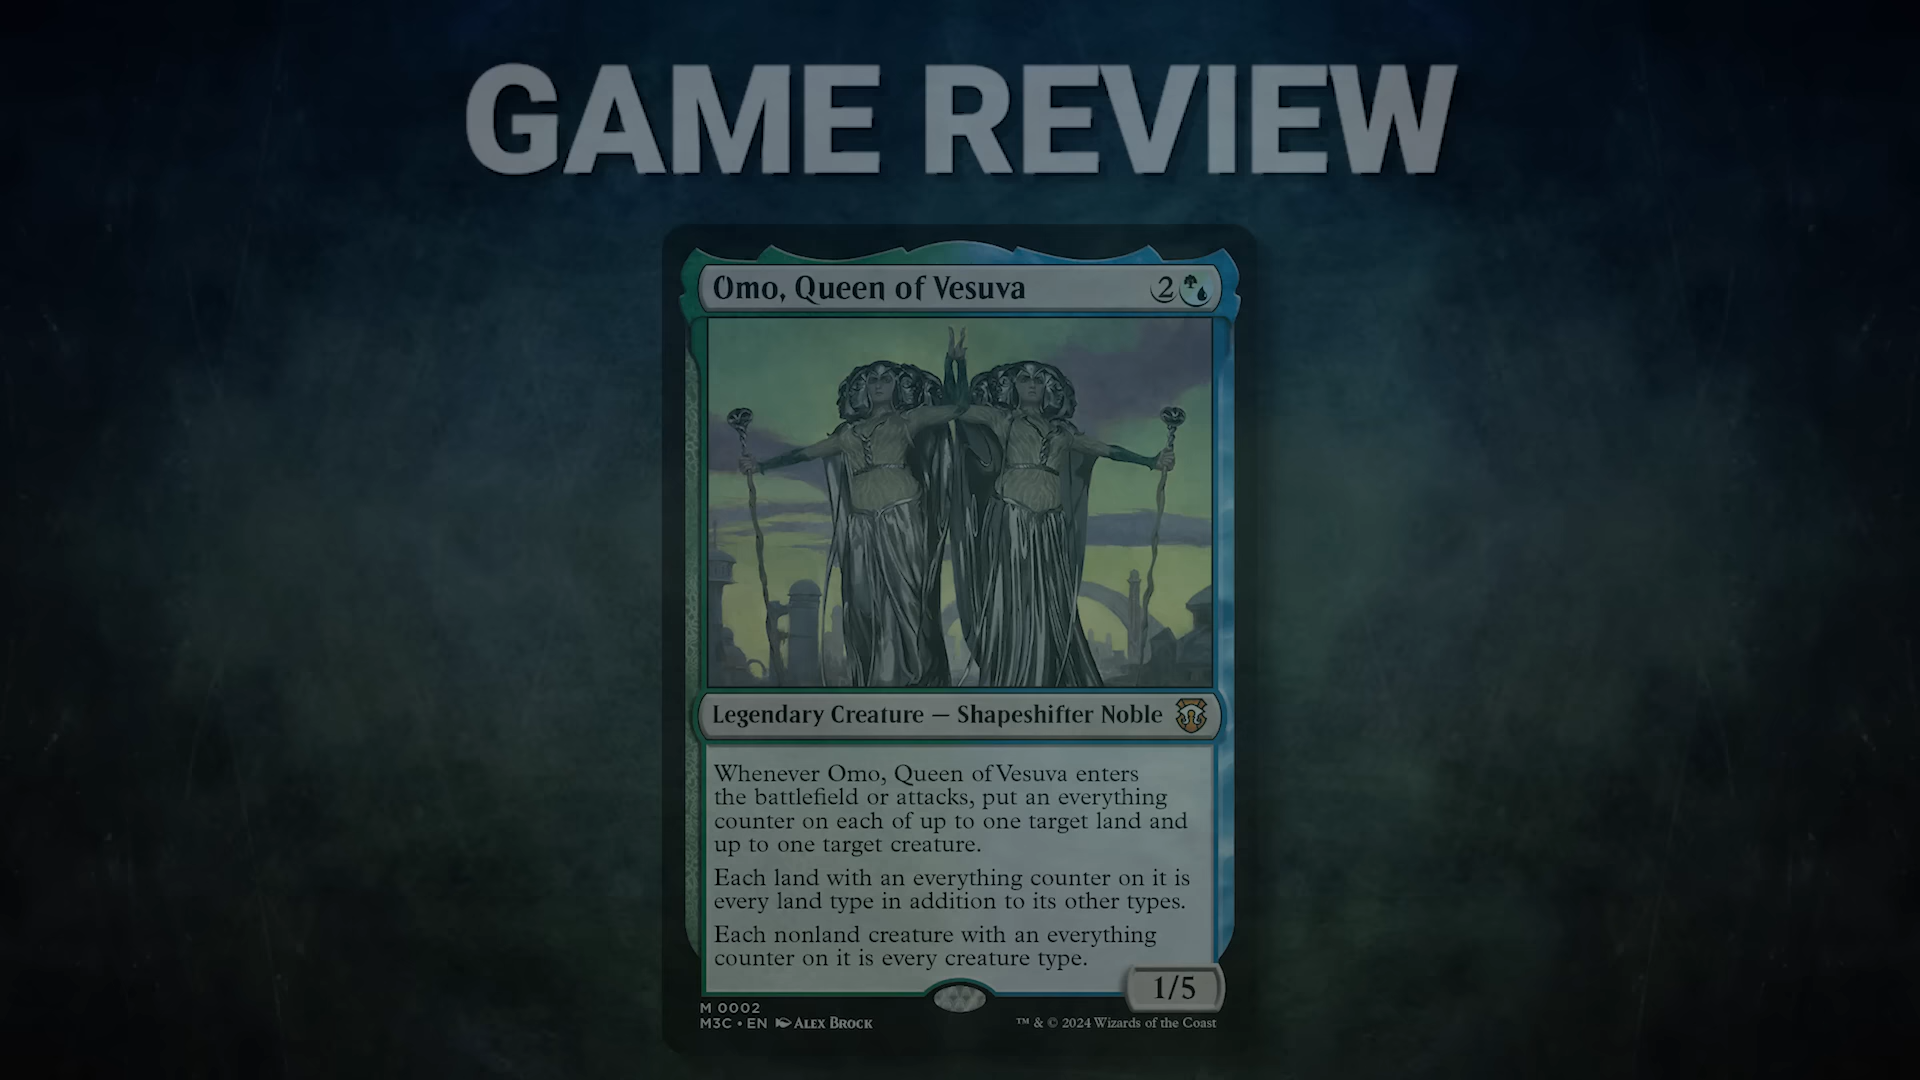 GAME REVIEW
Omo, Queen of Vesuva 2
Legendary Creature — Shapeshifter Noble
Whenever Omo, Queen of Vesuva enters
the battlefield or attacks, put an everything
counter on each of up to one target land and
up to one target creature.
Each land with an everything counter on it is
every land type in addition to its other types.
Each nonland creature with an everything
counter on it is every creature type.
1/5
M 0002
M3C • EN ALEX BROCK
™ & © 2024 Wizards of the Coast